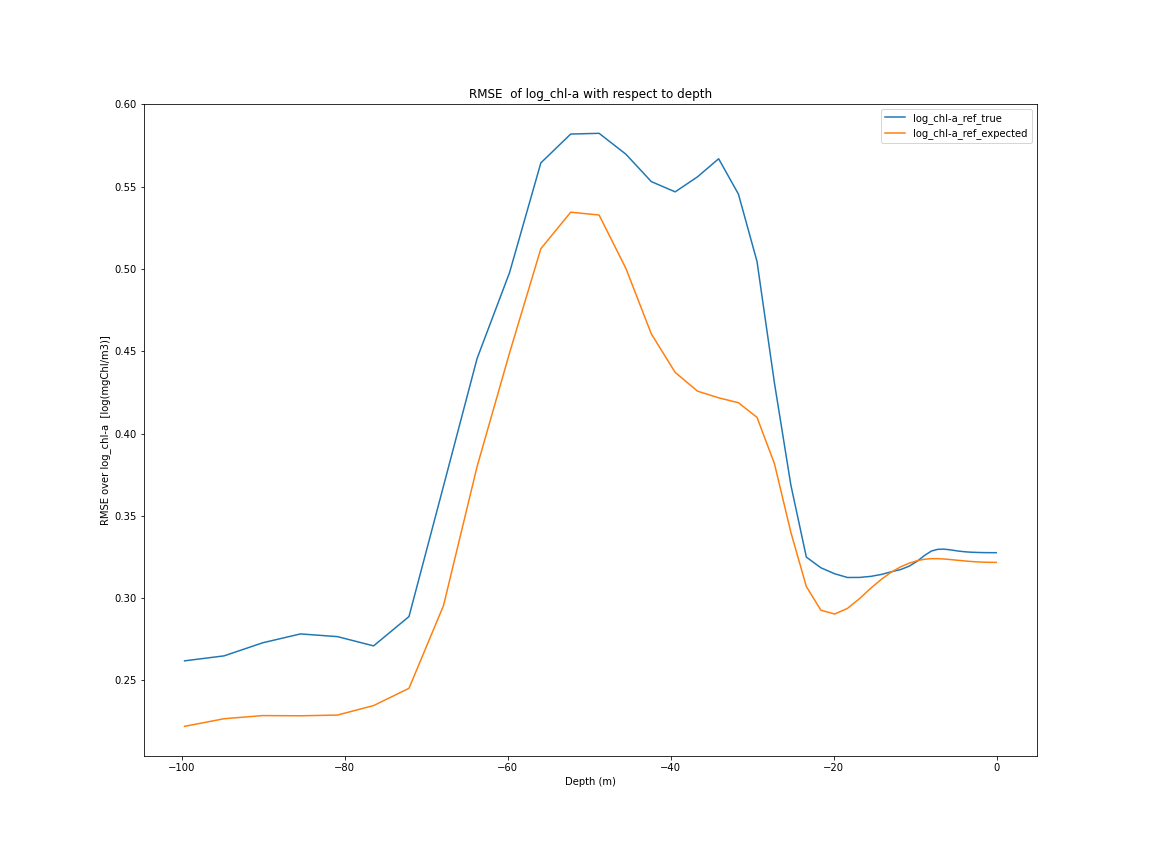 RMSE  of log_chl-a with respect to depth
log_chl-a_ref_true
log_chl-a_ref_expected
RMSE over log_chl-a  [log(mgChl/m3)]
0.60
0.55
0.50
0.45
0.40
0.35
0.30
0.25
−100
−80
−60
−40
−20
0
Depth (m)